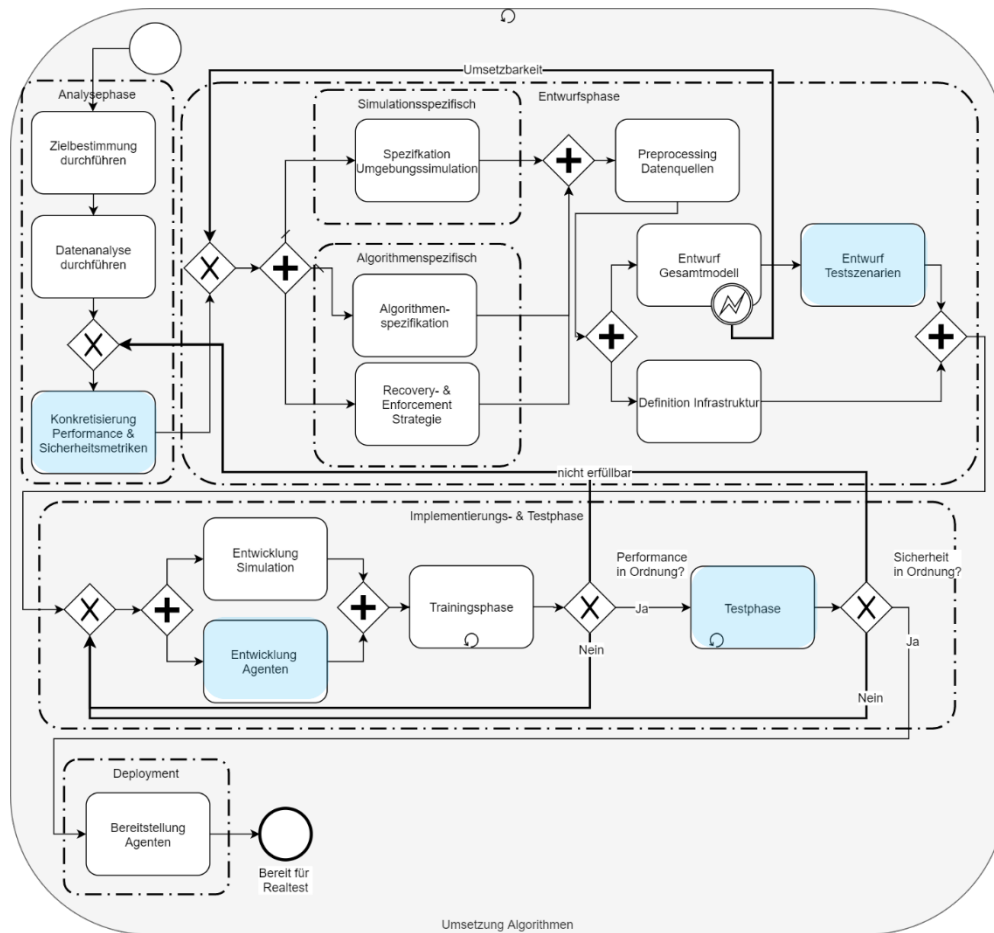 Analysephase
Zielbestimmung
durchführen
Datenanalyse
durchführen
Konkretisierung
Performance &
Sicherheitsmetriken
Umsetzbarkeit
Entwurfsphase
Simulationsspezifisch
Spezifkation
Umgebungssimulation
Algorithmenspezifisch
Algorithmen-
spezifikation
Recovery- &
Enforcement
Strategie
Preprocessing
Datenquellen
Entwurf
Gesamtmodell
Definition Infrastruktur
Entwurf
Testszenarien
nicht erfüllbar
Implementierungs- & Testphase
Entwicklung
Simulation
Entwicklung
Agenten
Trainingsphase
Performance
in Ordnung?
Ja
Nein
Testphase
Sicherheit
in Ordnung?
Ja
Nein
Deployment
Bereitstellung
Agenten
Bereit für
Realtest
Umsetzung Algorithmen